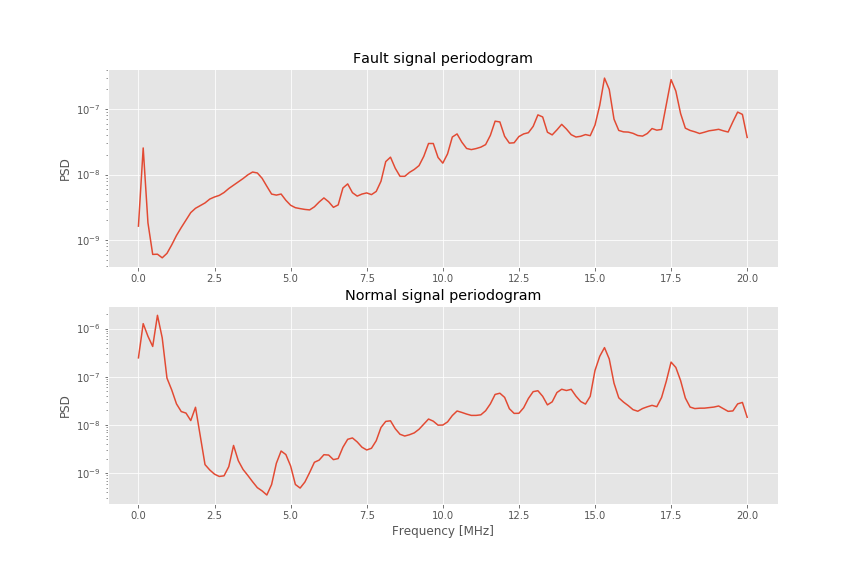 Fault signal periodogram
10⁻⁷
10⁻⁸
10⁻⁹
PSD
0.0 2.5 5.0 7.5 10.0 12.5 15.0 17.5 20.0
Normal signal periodogram
10⁻⁶
10⁻⁷
10⁻⁸
10⁻⁹
PSD
0.0 2.5 5.0 7.5 10.0 12.5 15.0 17.5 20.0
Frequency [MHz]